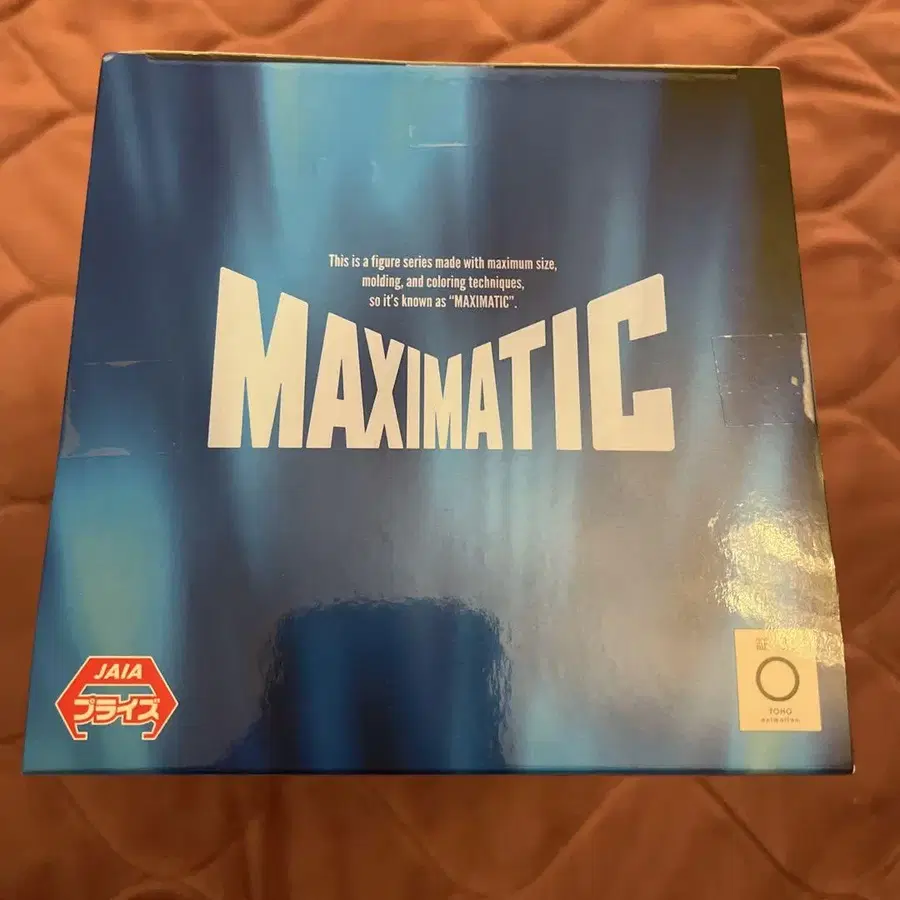 This is a figure series made with maximum size,
molding, and coloring techniques,
so it's known as "MAXIMATIC".
MAXIMATIC
JAIA
プライズ
TOHO
animation